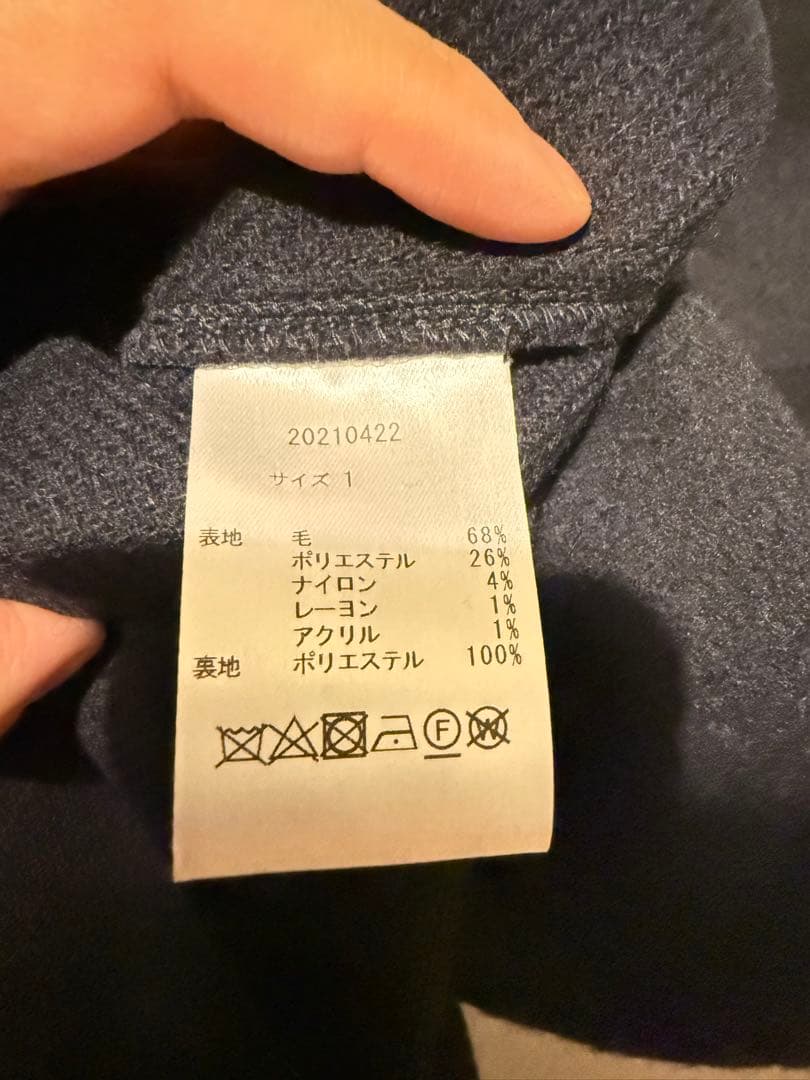 20210422
サイズ 1
表地 毛 68%
ポリエステル 26%
ナイロン 4%
レーヨン 1%
アクリル 1%
裏地 ポリエステル 100%
F W